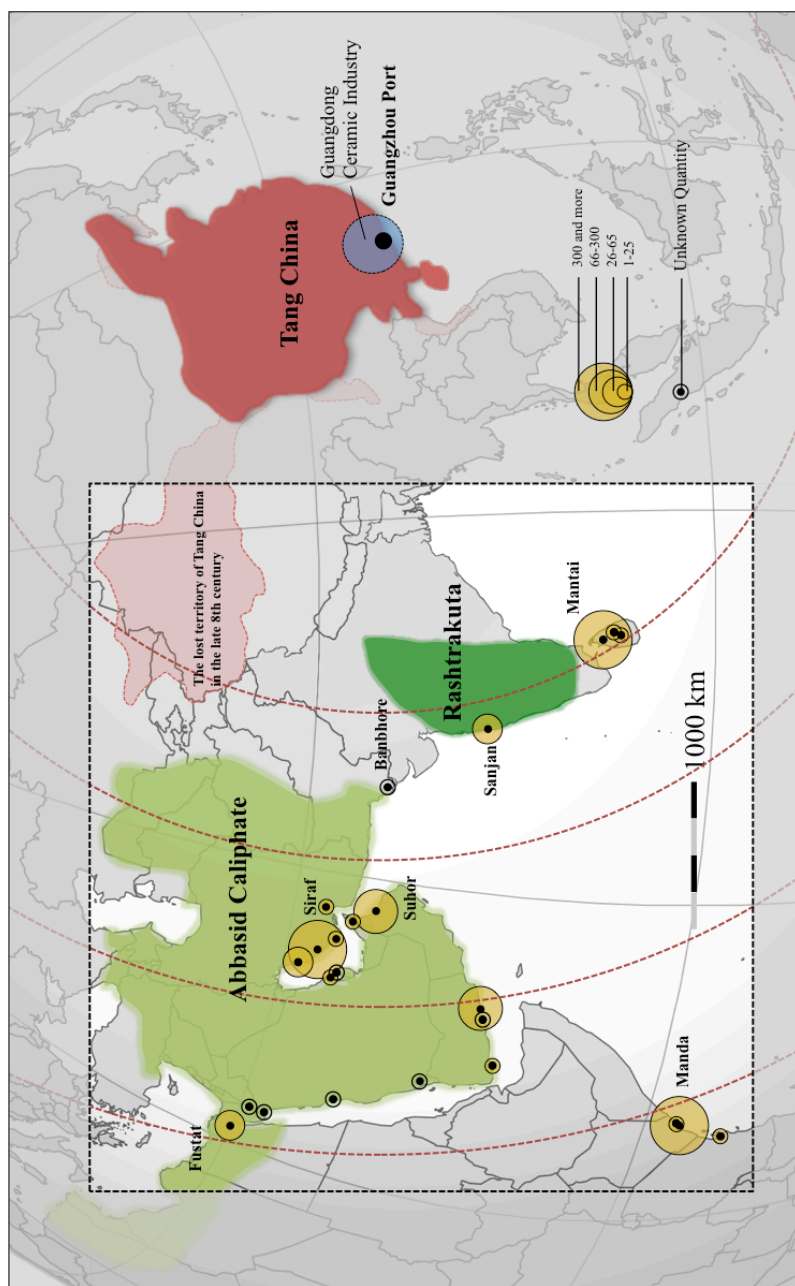 Guangdong
Ceramic Industry
Guangzhou Port
Tang China
The lost territory of Tang China
in the late 8th century
Abbasid Caliphate
Fustat
Siraf
Suhor
Banbhore
Rashtrakuta
Sanjan
Mantai
Manda
1000 km
300 and more
66-300
26-65
1-25
Unknown Quantity